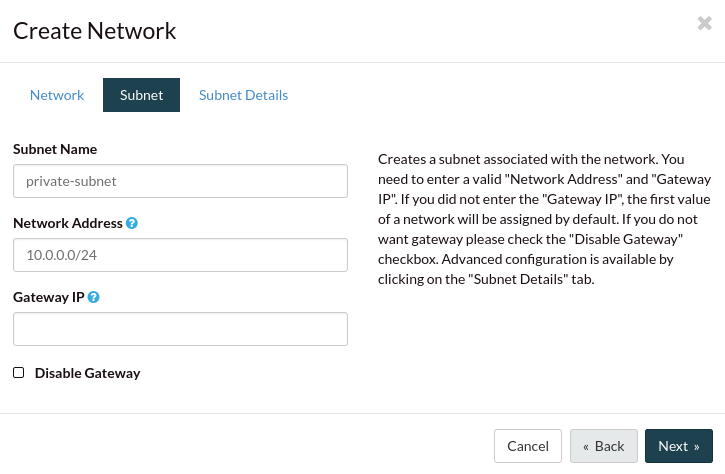 Create Network
Network
Subnet
Subnet Details
Subnet Name
private-subnet
Network Address
10.0.0.0/24
Gateway IP
Disable Gateway
Creates a subnet associated with the network. You
need to enter a valid "Network Address" and "Gateway
IP". If you did not enter the "Gateway IP", the first value
of a network will be assigned by default. If you do not
want gateway please check the "Disable Gateway"
checkbox. Advanced configuration is available by
clicking on the "Subnet Details" tab.
Cancel
« Back
Next »